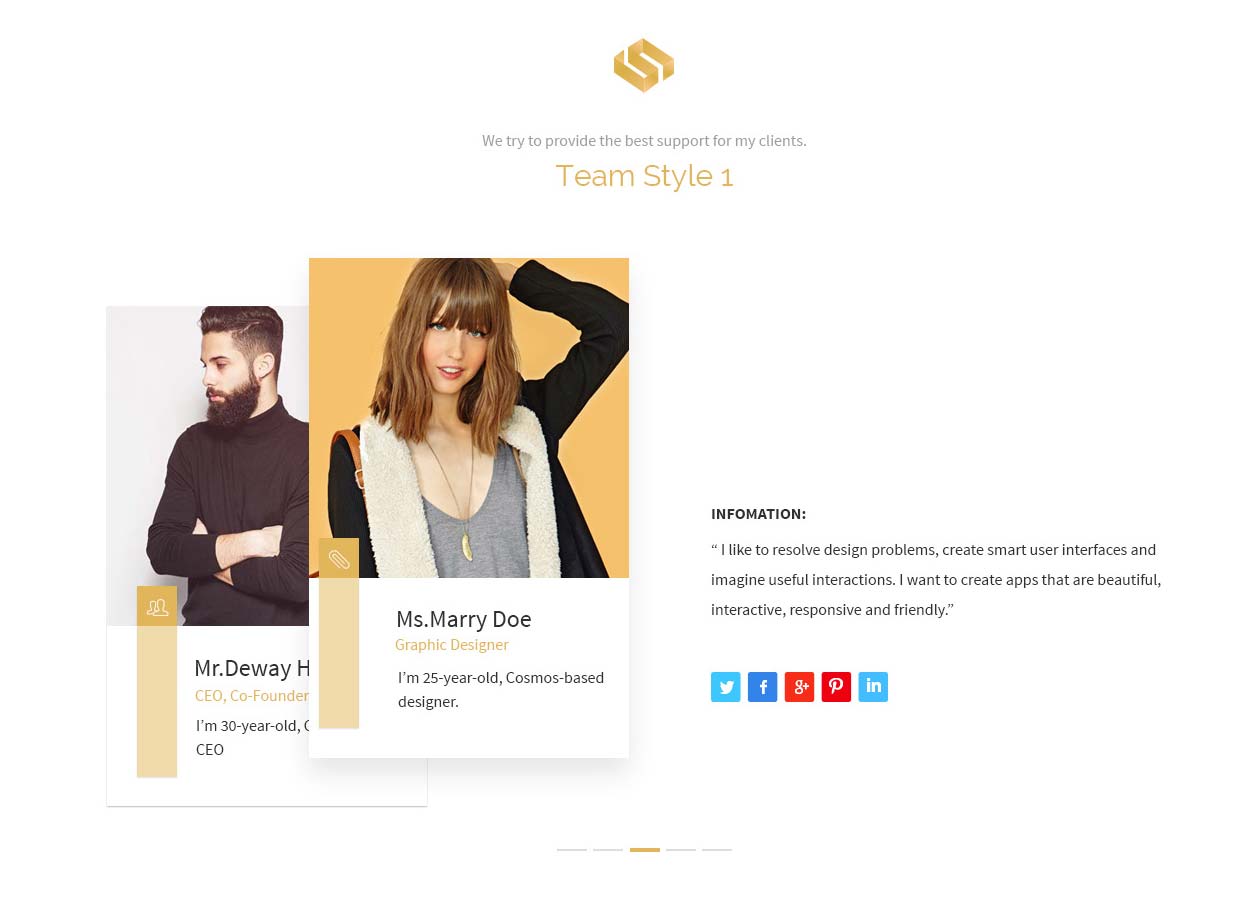 We try to provide the best support for my clients.
Team Style 1
Mr.Deway H
CEO, Co-Founder
I’m 30-year-old,
CEO
Ms.Marry Doe
Graphic Designer
I’m 25-year-old, Cosmos-based
designer.
INFOMATION:
“ I like to resolve design problems, create smart user interfaces and
imagine useful interactions. I want to create apps that are beautiful,
interactive, responsive and friendly.”